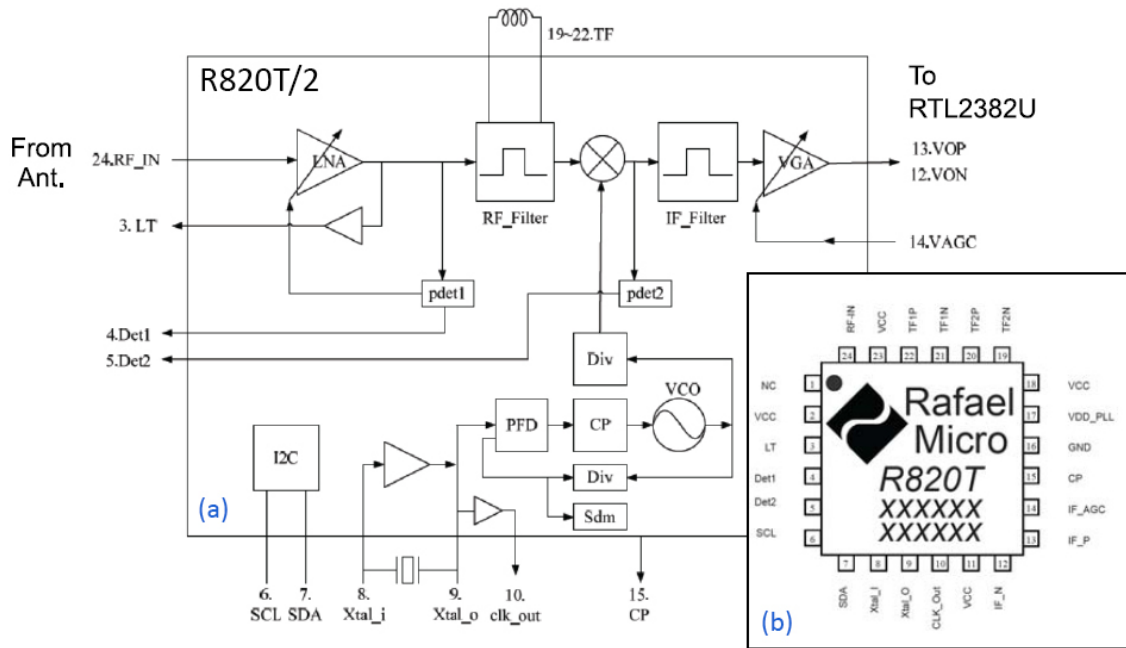 19~22.TF
R820T/2
To
RTL2382U
From
Ant.
24.RF_IN
LNA
RF_Filter
IF_Filter
VGA
13.VOP
12.VON
3. LT
14.VAGC
pdet1
pdet2
4.Det1
5.Det2
Div
VCO
PFD
CP
I2C
Div
Sdm
(a)
6.
SCL
7.
SDA
8.
Xtal_i
9.
Xtal_o
10.
clk_out
15.
CP
RF-IN
VCC
TF1P
TF1N
TF2P
TF2N
24
23
22
21
20
19
NC
1
18
VCC
VCC
2
17
VDD_PLL
LT
3
16
GND
Det1
4
15
CP
Det2
5
14
IF_AGC
SCL
6
13
IF_P
Rafael
Micro
R820T
XXXXXX
XXXXXX
7
8
9
10
11
12
SDA
Xtal_I
Xtal_O
CLK_Out
VCC
IF_N
(b)